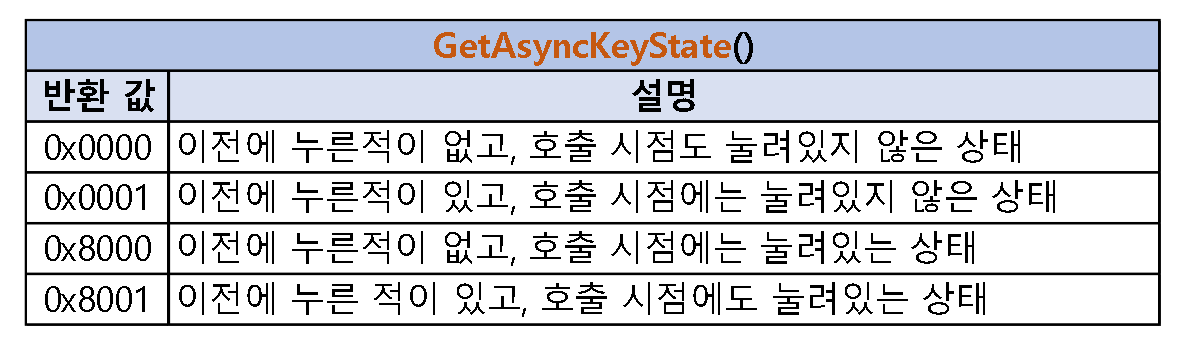 GetAsyncKeyState()
반환 값 설명
0x0000 이전에 누른적이 없고, 호출 시점도 눌려있지 않은 상태
0x0001 이전에 누른적이 있고, 호출 시점에는 눌려있지 않은 상태
0x8000 이전에 누른적이 없고, 호출 시점에는 눌려있는 상태
0x8001 이전에 누른 적이 있고, 호출 시점에도 눌려있는 상태